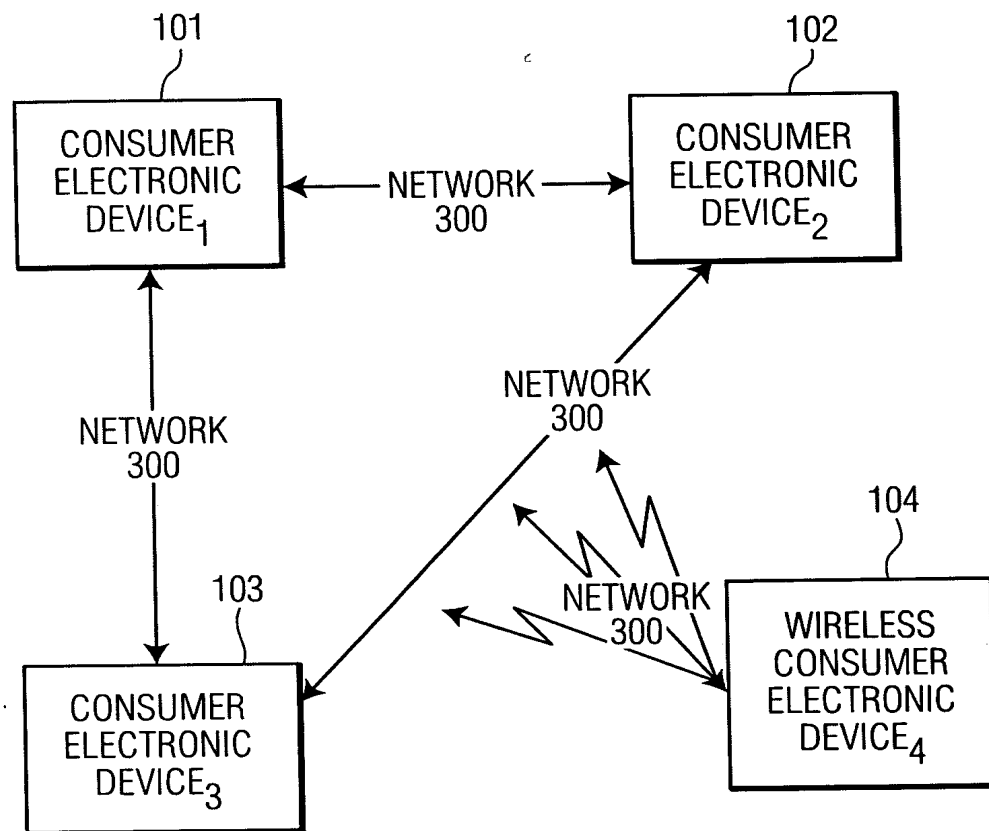 101
CONSUMER
ELECTRONIC
DEVICE1
102
CONSUMER
ELECTRONIC
DEVICE2
NETWORK
300
NETWORK
300
NETWORK
300
103
CONSUMER
ELECTRONIC
DEVICE3
NETWORK
300
104
WIRELESS
CONSUMER
ELECTRONIC
DEVICE4